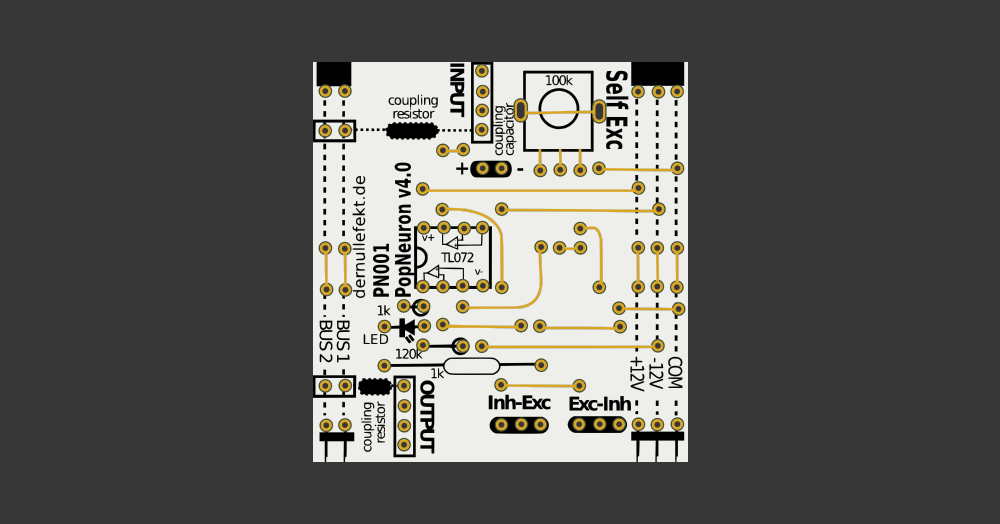 INPUT
100k
Self Exc
coupling
resistor
coupling
capacitor
+
-
dernullefekt.de
PN001
PopNeuron v4.0
v+
TL072
v-
1k
LED
120k
1k
BUS 2
BUS 1
+12V
-12V
COM
coupling
resistor
OUTPUT
Inh-Exc
Exc-Inh